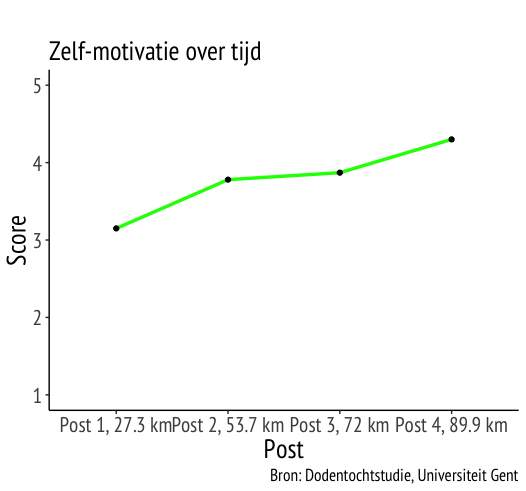 Zelf-motivatie over tijd
5
4
3
2
1
Score
Post 1, 27.3 km Post 2, 53.7 km Post 3, 72 km Post 4, 89.9 km
Post
Bron: Dodentochtstudie, Universiteit Gent